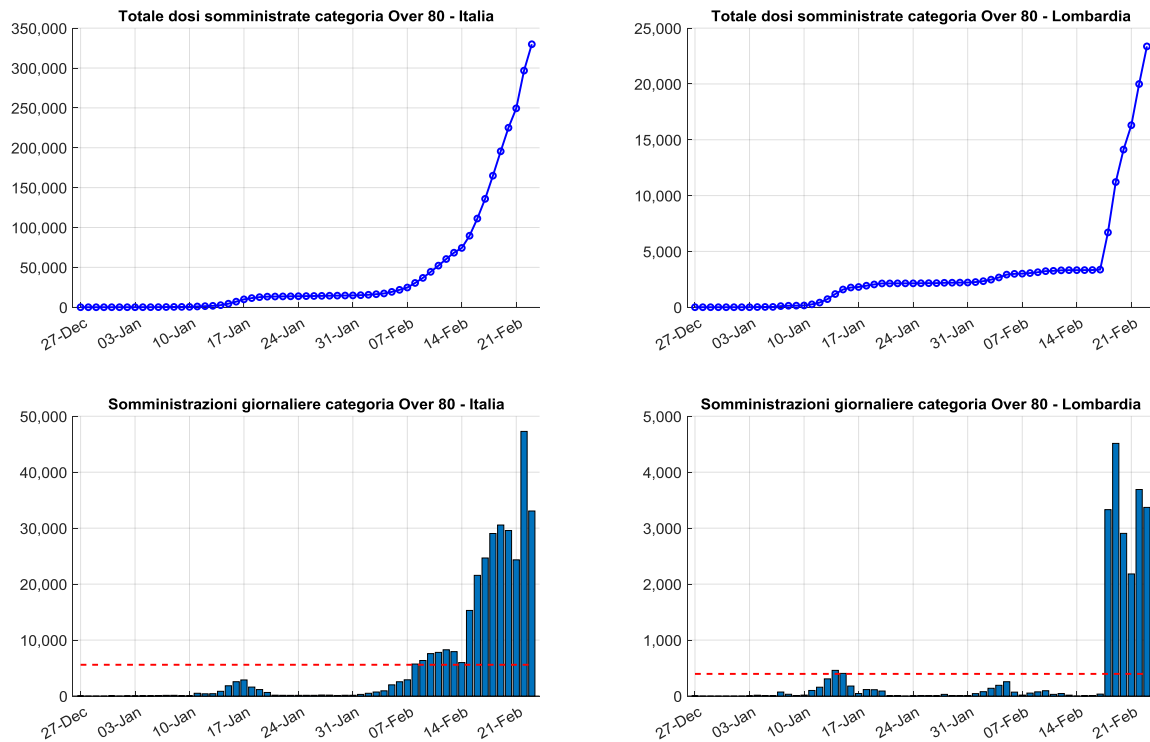 Totale dosi somministrate categoria Over 80 - Italia
350,000
300,000
250,000
200,000
150,000
100,000
50,000
0
27-Dec
03-Jan
10-Jan
17-Jan
24-Jan
31-Jan
07-Feb
14-Feb
21-Feb
Totale dosi somministrate categoria Over 80 - Lombardia
25,000
20,000
15,000
10,000
5,000
0
27-Dec
03-Jan
10-Jan
17-Jan
24-Jan
31-Jan
07-Feb
14-Feb
21-Feb
Somministrazioni giornaliere categoria Over 80 - Italia
50,000
40,000
30,000
20,000
10,000
0
27-Dec
03-Jan
10-Jan
17-Jan
24-Jan
31-Jan
07-Feb
14-Feb
21-Feb
Somministrazioni giornaliere categoria Over 80 - Lombardia
5,000
4,000
3,000
2,000
1,000
0
27-Dec
03-Jan
10-Jan
17-Jan
24-Jan
31-Jan
07-Feb
14-Feb
21-Feb